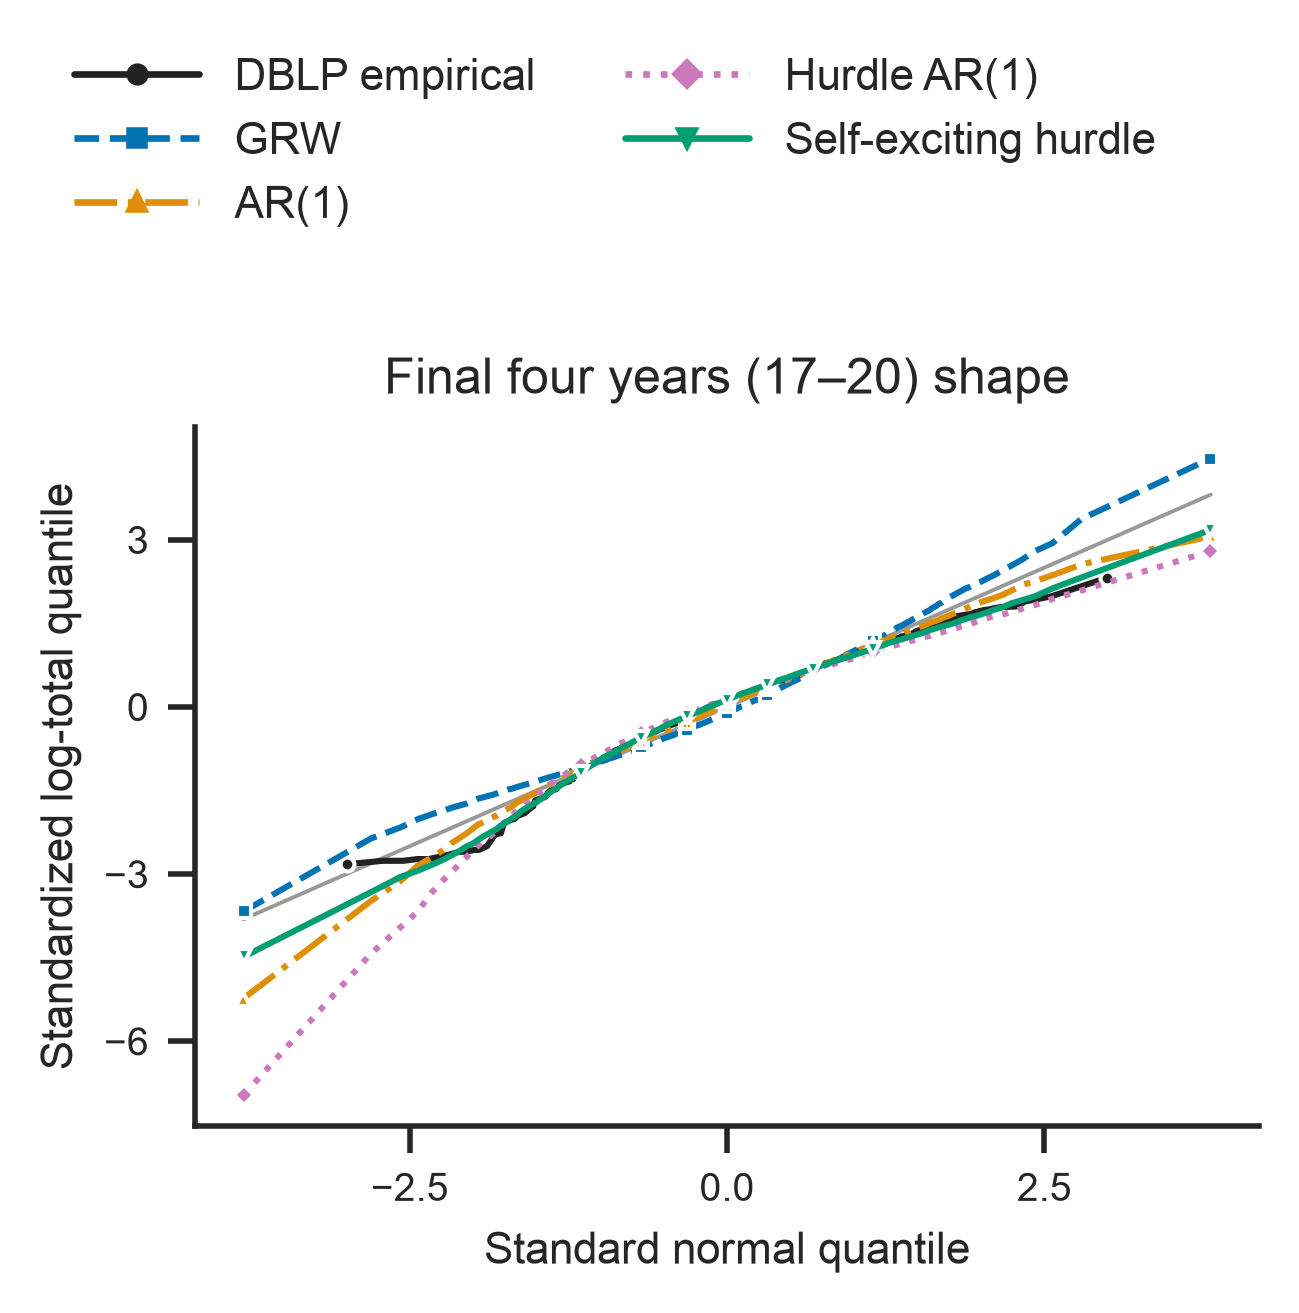 DBLP empirical
GRW
AR(1)
Hurdle AR(1)
Self-exciting hurdle
Final four years (17–20) shape
Standardized log-total quantile
3
0
−3
−6
−2.5
0.0
2.5
Standard normal quantile